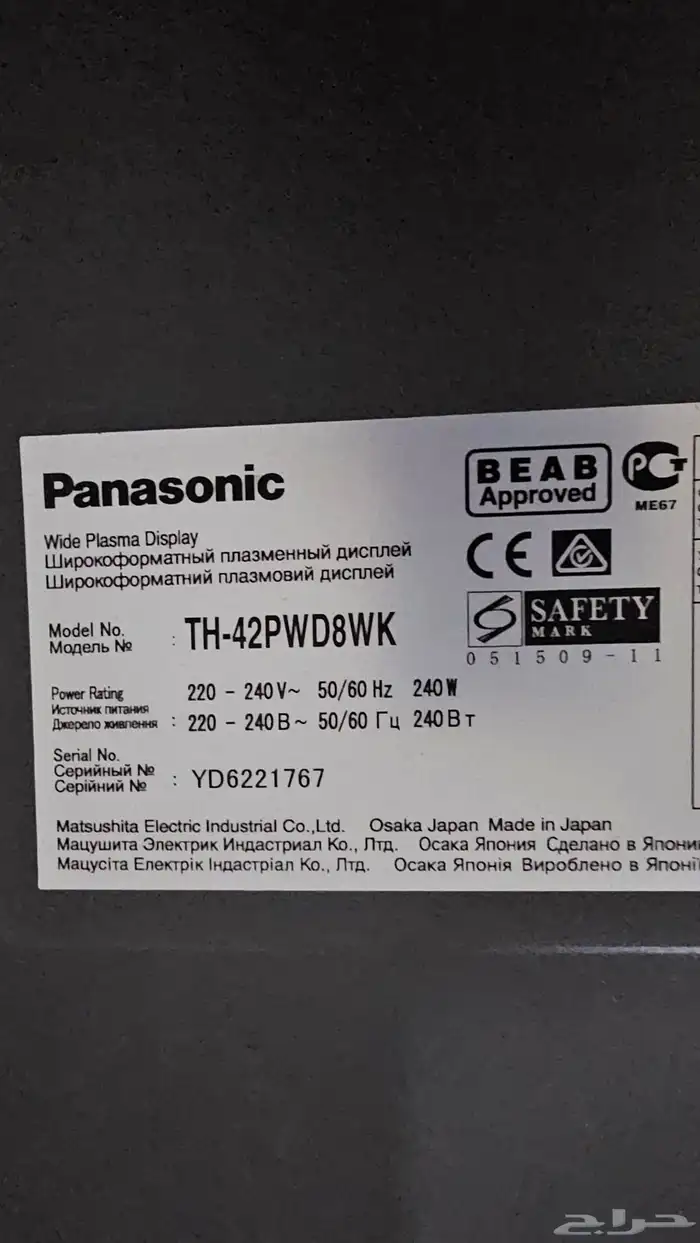 Panasonic
BEAB
Approved
ME67
Wide Plasma Display
Широкоформатный плазменный дисплей
Широкоформатний плазмовий дисплей
CE
Model No.
Модель №
: TH-42PWD8WK
SAFETY
MARK
051509-11
Power Rating 220 - 240V~ 50/60 Hz 240W
Источник питания
Джерело живлення : 220 - 240В~ 50/60 Гц 240Вт
Serial No.
Серийный №
Серійний №
: YD6221767
Matsushita Electric Industrial Co.,Ltd. Osaka Japan Made in Japan
Мацушита Электрик Индастриал Ко., Лтд. Осака Япония Сделано в Японии
Мацусіта Електрік Індастріал Ко., Лтд. Осака Японія Вироблено в Японії
حراج